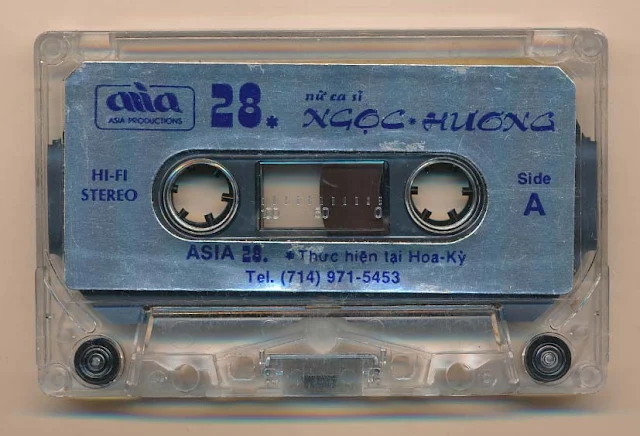 asia
ASIA PRODUCTIONS
28.*
nữ ca sĩ
NGỌC * HƯƠNG
HI-FI
STEREO
Side
A
100 50 0
ASIA 28. * Thực hiện tại Hoa-Kỳ
Tel. (714) 971-5453